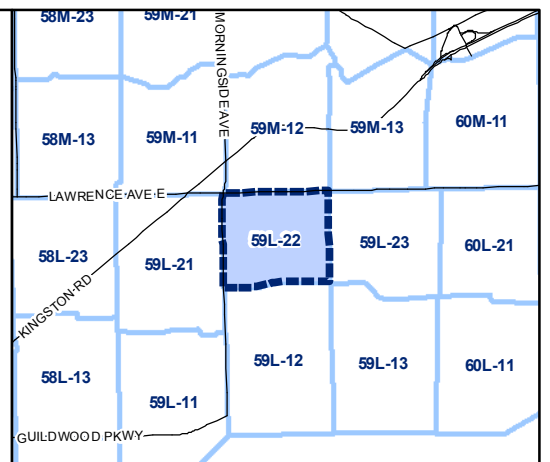 58M-23
59M-21
MORNINGSIDE AVE
58M-13
59M-11
59M-12
59M-13
60M-11
LAWRENCE AVE E
58L-23
59L-21
59L-22
59L-23
60L-21
KINGSTON RD
58L-13
59L-11
59L-12
59L-13
60L-11
GUILDWOOD PKWY